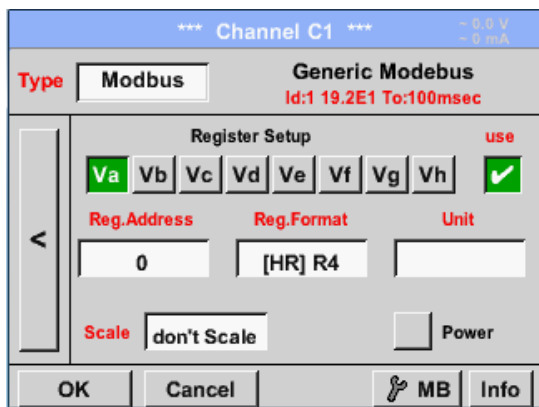 *** Channel C1 ***
~ 0.0 V
~ 0 mA
Type
Modbus
Generic Modebus
Id:1 19.2E1 To:100msec
Register Setup
use
Va Vb Vc Vd Ve Vf Vg Vh
<
Reg.Address Reg.Format Unit
0 [HR] R4
Scale don't Scale Power
OK Cancel MB Info